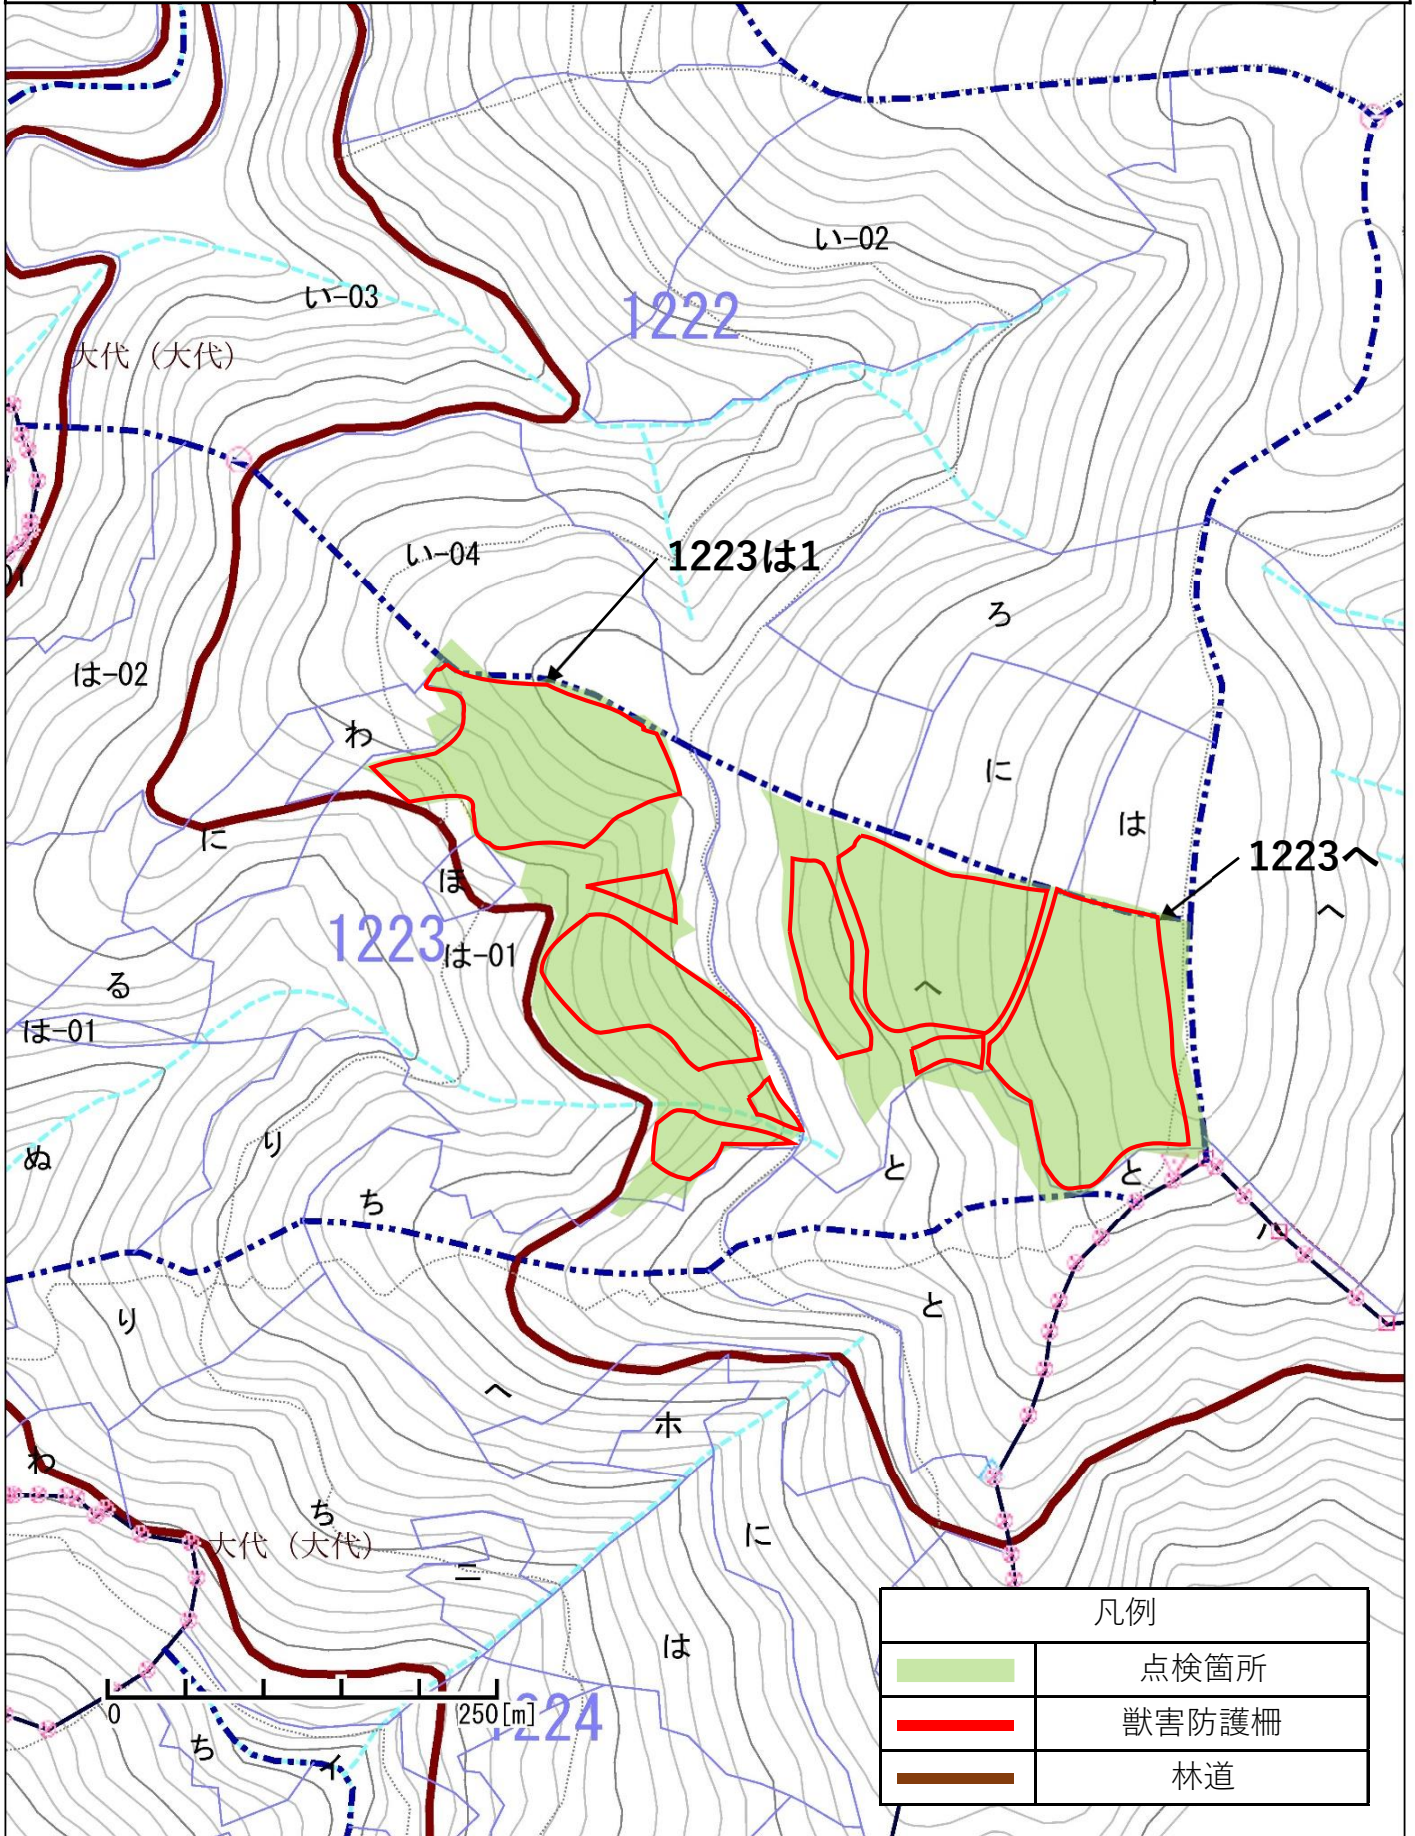 い-02
い-03
1222
大代（大代）
い-04
1223は1
ろ
は-02
わ
に
に
は
1223へ
ほ
へ
1223
は-01
る
へ
は-01
り
ぬ
と
と
ち
ハ
と
り
へ
ホ
わ
ち
大代（大代）
に
ニ
は
凡例
点検箇所
獣害防護柵
林道
0
250[m]
1224
ち
イ